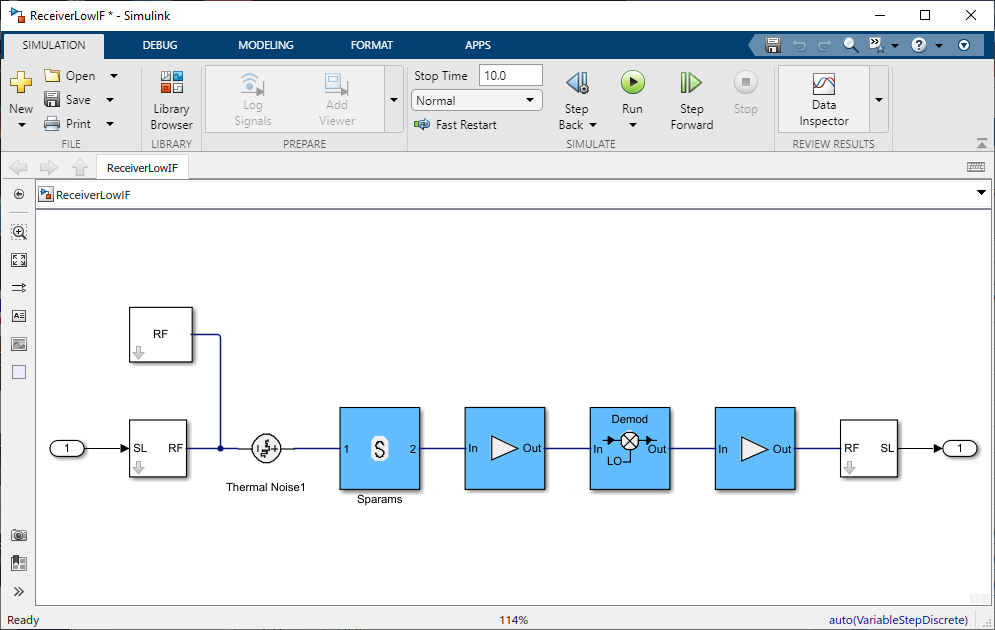 ReceiverLowIF * - Simulink
SIMULATION DEBUG MODELING FORMAT APPS
New
Open
Save
Print
FILE
Library
Browser
LIBRARY
Log
Signals
Add
Viewer
PREPARE
Stop Time 10.0
Normal
Fast Restart
Step
Back
Run
Step
Forward
Stop
SIMULATE
Data
Inspector
REVIEW RESULTS
ReceiverLowIF
ReceiverLowIF
RF
1
SL RF
Thermal Noise1
1 S 2
Sparams
In Out
Demod
In Out
LO
In Out
RF SL
1
Ready 114% auto(VariableStepDiscrete)